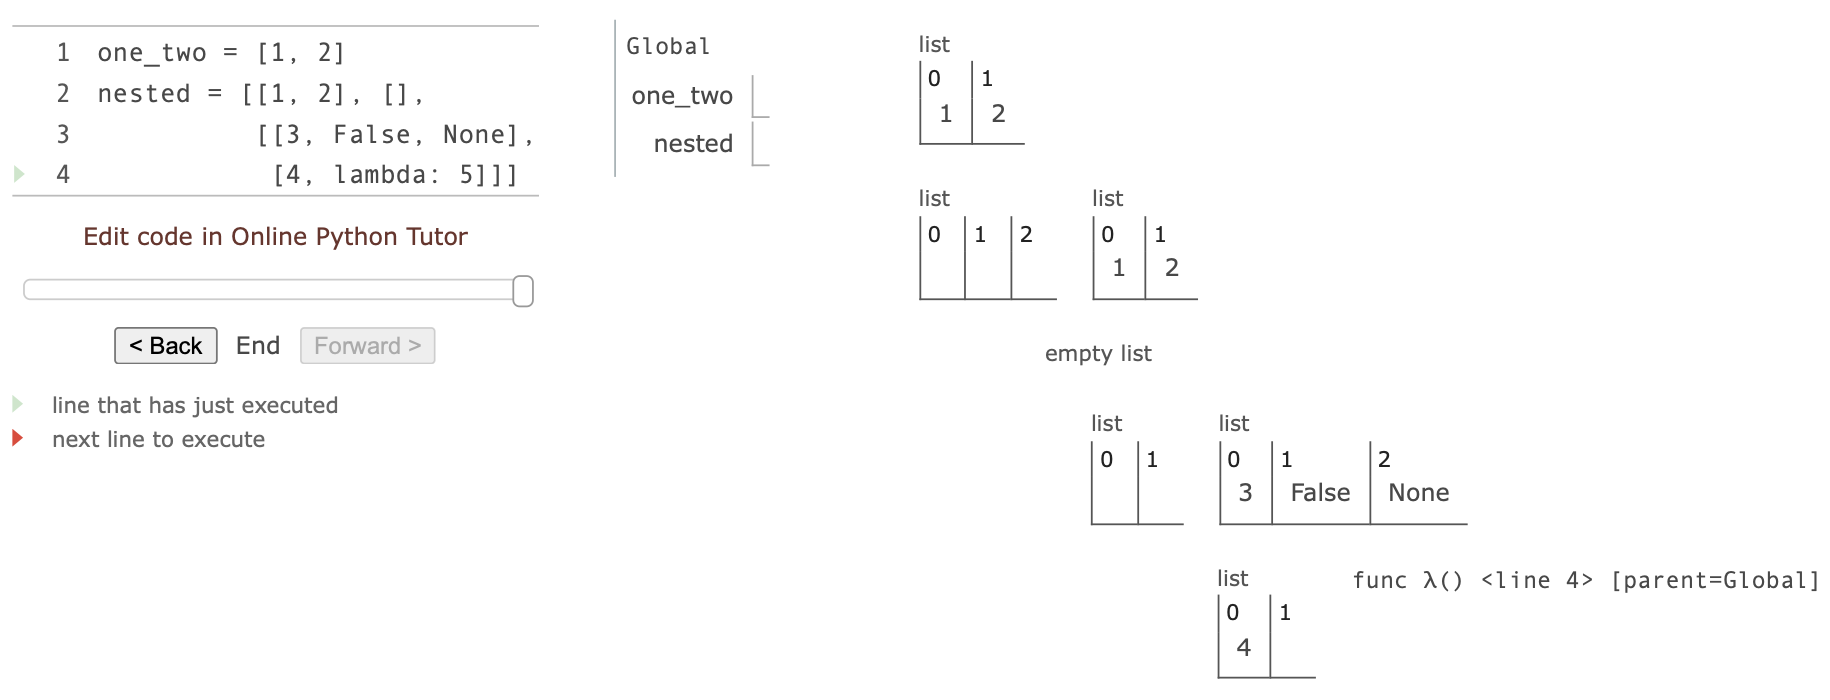 1 one_two = [1, 2]
2 nested = [[1, 2], [],
3 [[3, False, None],
4 [4, lambda: 5]]]
Edit code in Online Python Tutor
< Back End Forward >
line that has just executed
next line to execute
Global
one_two
nested
list
0 1
1 2
list
0 1 2
list
0 1
1 2
empty list
list
0 1
list
0 1 2
3 False None
list
0 1
4
func λ() <line 4> [parent=Global]